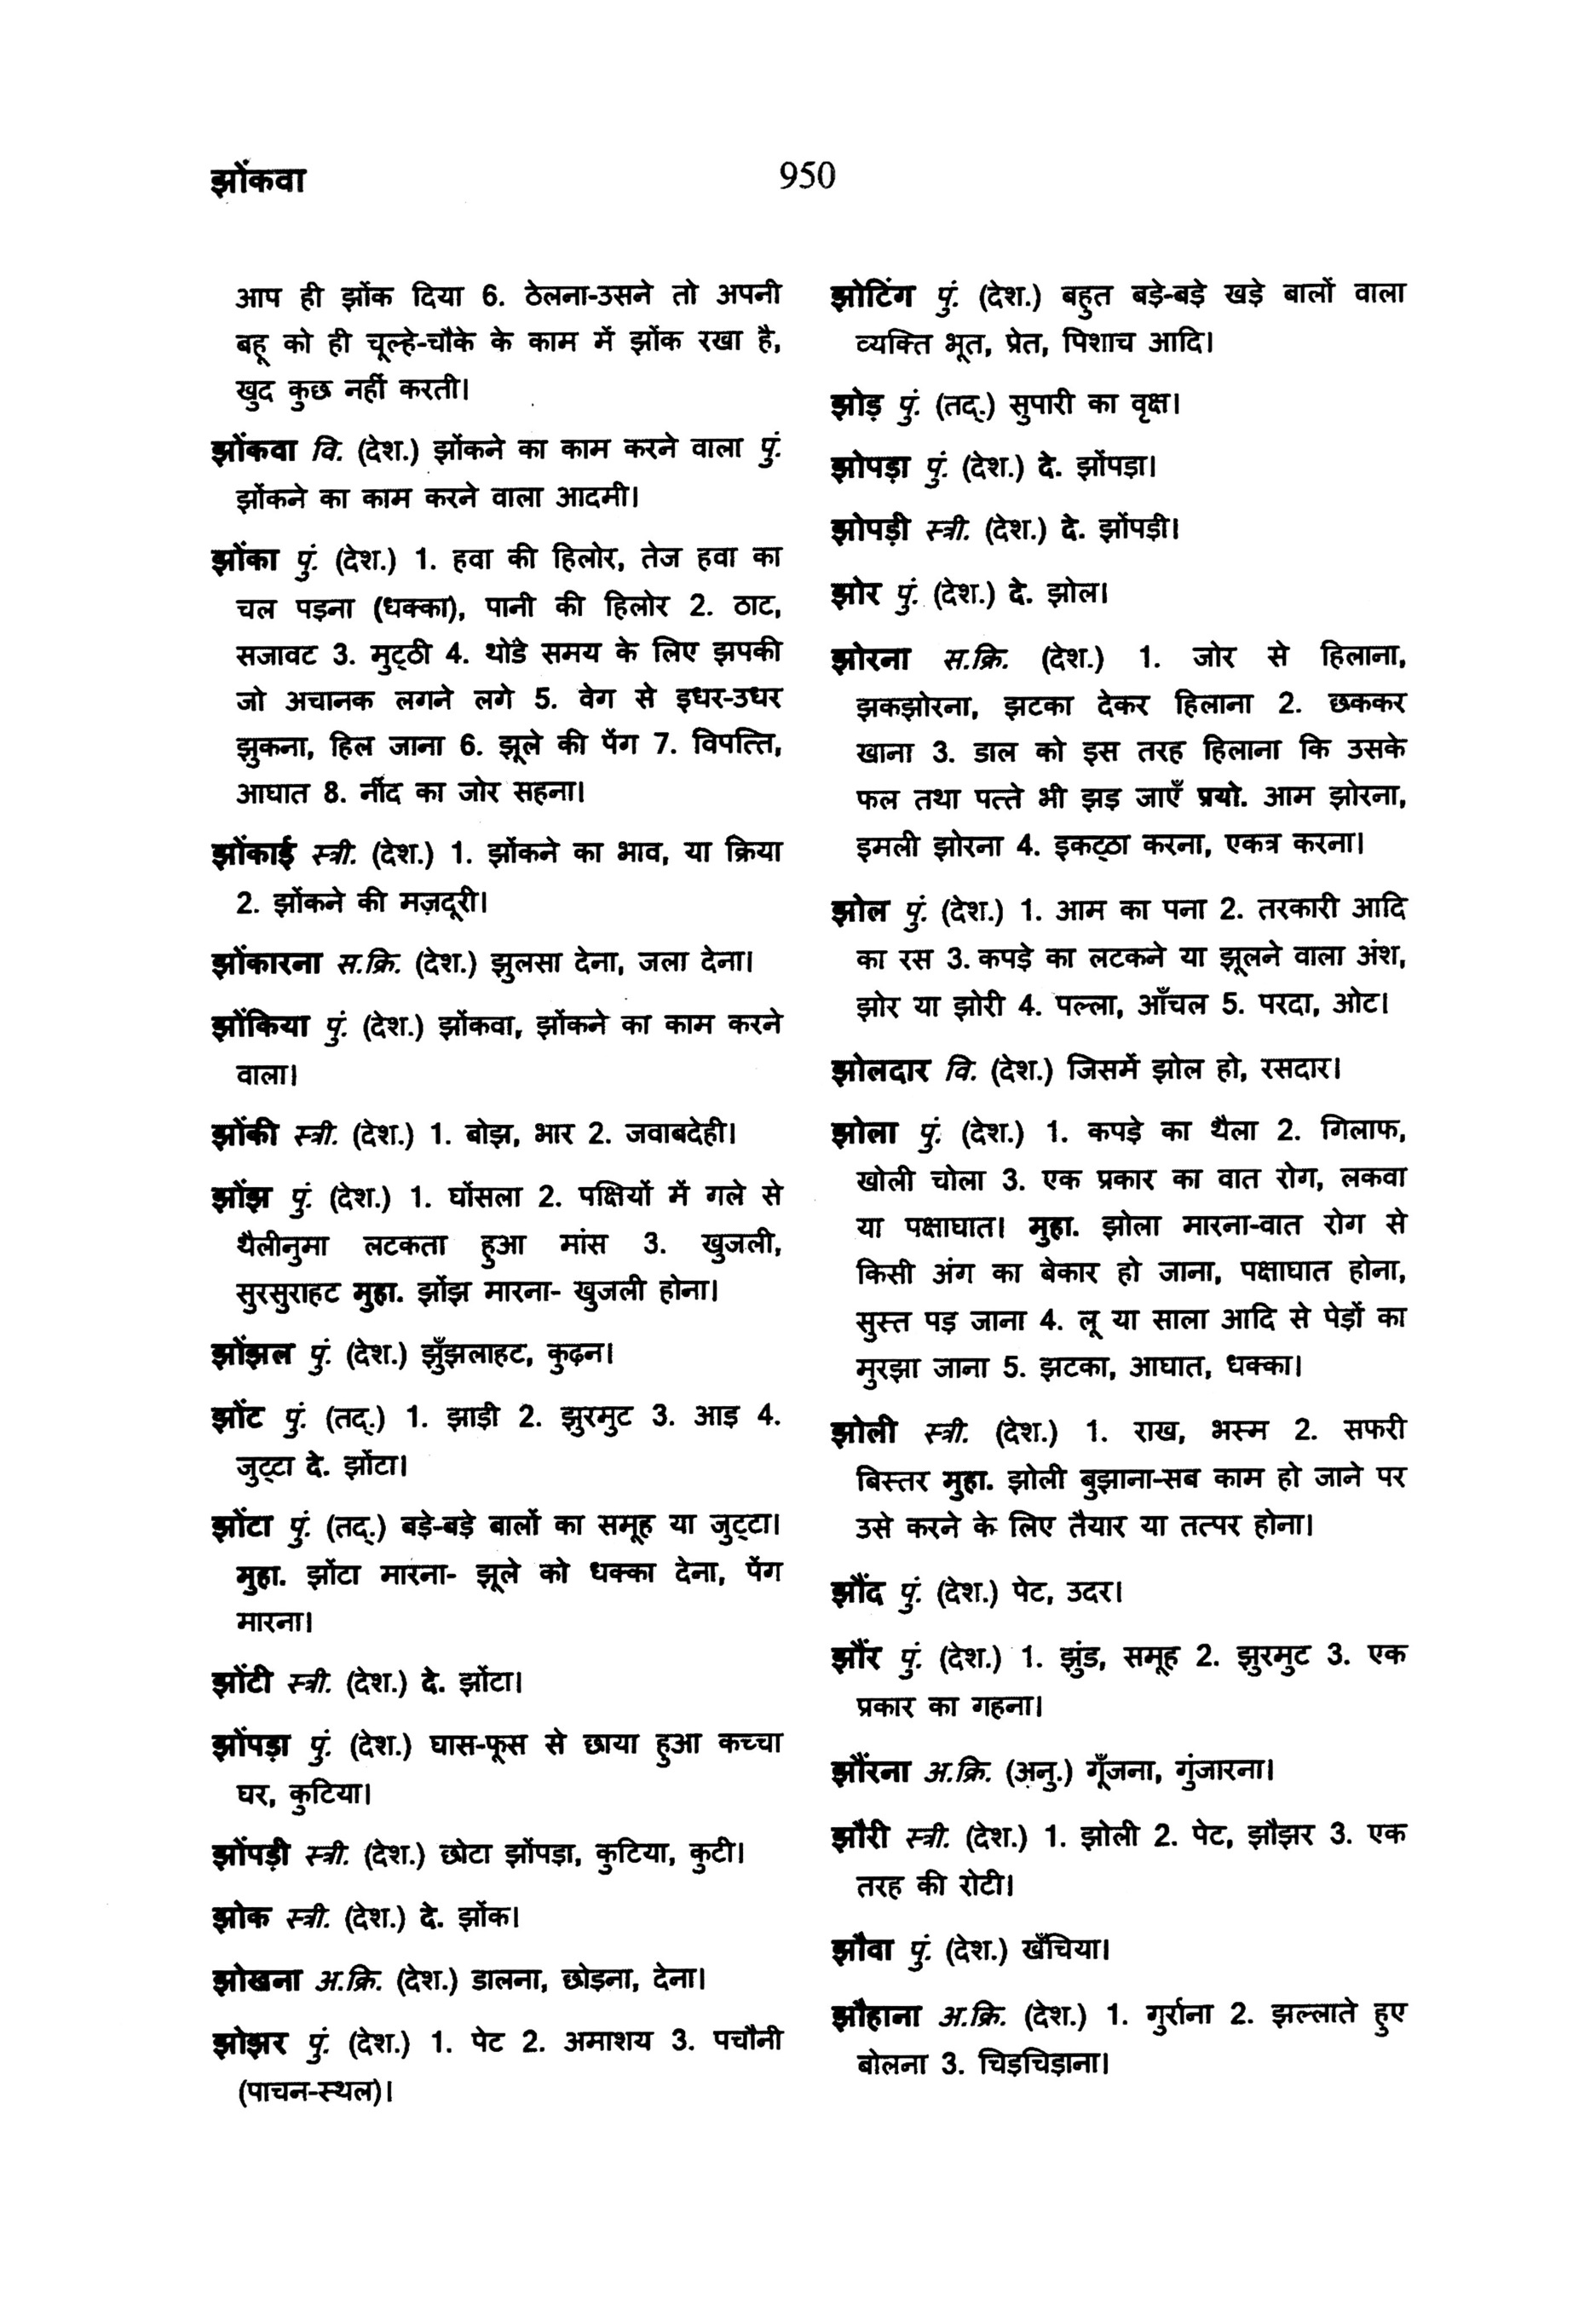 झोंकवा
950
आप ही झोंक दिया 6. ठेलना-उसने तो अपनी
बहू को ही चूल्हे-चौके के काम में झोंक रखा है,
खुद कुछ नहीं करती।
झोंकवा वि. (देश.) झोंकने का काम करने वाला पुं.
झोंकने का काम करने वाला आदमी।
झोंका पुं. (देश.) 1. हवा की हिलोर, तेज हवा का
चल पड़ना (धक्का), पानी की हिलोर 2. ठाट,
सजावट 3. मुट्ठी 4. थोडे समय के लिए झपकी
जो अचानक लगने लगे 5. वेग से इधर-उधर
झुकना, हिल जाना 6. झूले की पेंग 7. विपत्ति,
आघात 8. नींद का जोर सहना।
झोंकाई स्त्री. (देश.) 1. झोंकने का भाव, या क्रिया
2. झोंकने की मज़दूरी।
झोंकारना स.क्रि. (देश.) झुलसा देना, जला देना।
झोंकिया पुं. (देश.) झोंकवा, झोंकने का काम करने
वाला।
झोंकी स्त्री. (देश.) 1. बोझ, भार 2. जवाबदेही।
झोंझ पुं. (देश.) 1. घोंसला 2. पक्षियों में गले से
थैलीनुमा लटकता हुआ मांस 3. खुजली,
सुरसुराहट मुहा. झोंझ मारना- खुजली होना।
झोंझल पुं. (देश.) झुँझलाहट, कुढ़न।
झोंट पुं. (तद्.) 1. झाड़ी 2. झुरमुट 3. आड़ 4.
जुट्टा दे. झोंटा।
झोंटा पुं. (तद्.) बड़े-बड़े बालों का समूह या जुट्टा।
मुहा. झोंटा मारना- झूले को धक्का देना, पेंग
मारना।
झोंटी स्त्री. (देश.) दे. झोंटा।
झोंपड़ा पुं. (देश.) घास-फूस से छाया हुआ कच्चा
घर, कुटिया।
झोंपड़ी स्त्री. (देश.) छोटा झोंपड़ा, कुटिया, कुटी।
झोक स्त्री. (देश.) दे. झोंक।
झोखना अ.क्रि. (देश.) डालना, छोड़ना, देना।
झोझर पुं. (देश.) 1. पेट 2. अमाशय 3. पचौनी
(पाचन-स्थल)।
झोटिंग पुं. (देश.) बहुत बड़े-बड़े खड़े बालों वाला
व्यक्ति भूत, प्रेत, पिशाच आदि।
झोड़ पुं. (तद्.) सुपारी का वृक्ष।
झोपड़ा पुं. (देश.) दे. झोंपड़ा।
झोपड़ी स्त्री. (देश.) दे. झोंपड़ी।
झोर पुं. (देश.) दे. झोल।
झोरना स.क्रि. (देश.) 1. जोर से हिलाना,
झकझोरना, झटका देकर हिलाना 2. छककर
खाना 3. डाल को इस तरह हिलाना कि उसके
फल तथा पत्ते भी झड़ जाएँ प्रयो. आम झोरना,
इमली झोरना 4. इकट्ठा करना, एकत्र करना।
झोल पुं. (देश.) 1. आम का पना 2. तरकारी आदि
का रस 3. कपड़े का लटकने या झूलने वाला अंश,
झोर या झोरी 4. पल्ला, आँचल 5. परदा, ओट।
झोलदार वि. (देश.) जिसमें झोल हो, रसदार।
झोला पुं. (देश.) 1. कपड़े का थैला 2. गिलाफ,
खोली चोला 3. एक प्रकार का वात रोग, लकवा
या पक्षाघात। मुहा. झोला मारना-वात रोग से
किसी अंग का बेकार हो जाना, पक्षाघात होना,
सुस्त पड़ जाना 4. लू या साला आदि से पेड़ों का
मुरझा जाना 5. झटका, आघात, धक्का।
झोली स्त्री. (देश.) 1. राख, भस्म 2. सफरी
बिस्तर मुहा. झोली बुझाना-सब काम हो जाने पर
उसे करने के लिए तैयार या तत्पर होना।
झौंद पुं. (देश.) पेट, उदर।
झौंर पुं. (देश.) 1. झुंड, समूह 2. झुरमुट 3. एक
प्रकार का गहना।
झौंरना अ.क्रि. (अनु.) गूँजना, गुंजारना।
झौरी स्त्री. (देश.) 1. झोली 2. पेट, झौझर 3. एक
तरह की रोटी।
झौवा पुं. (देश.) खँचिया।
झौहाना अ.क्रि. (देश.) 1. गुर्राना 2. झल्लाते हुए
बोलना 3. चिड़चिड़ाना।